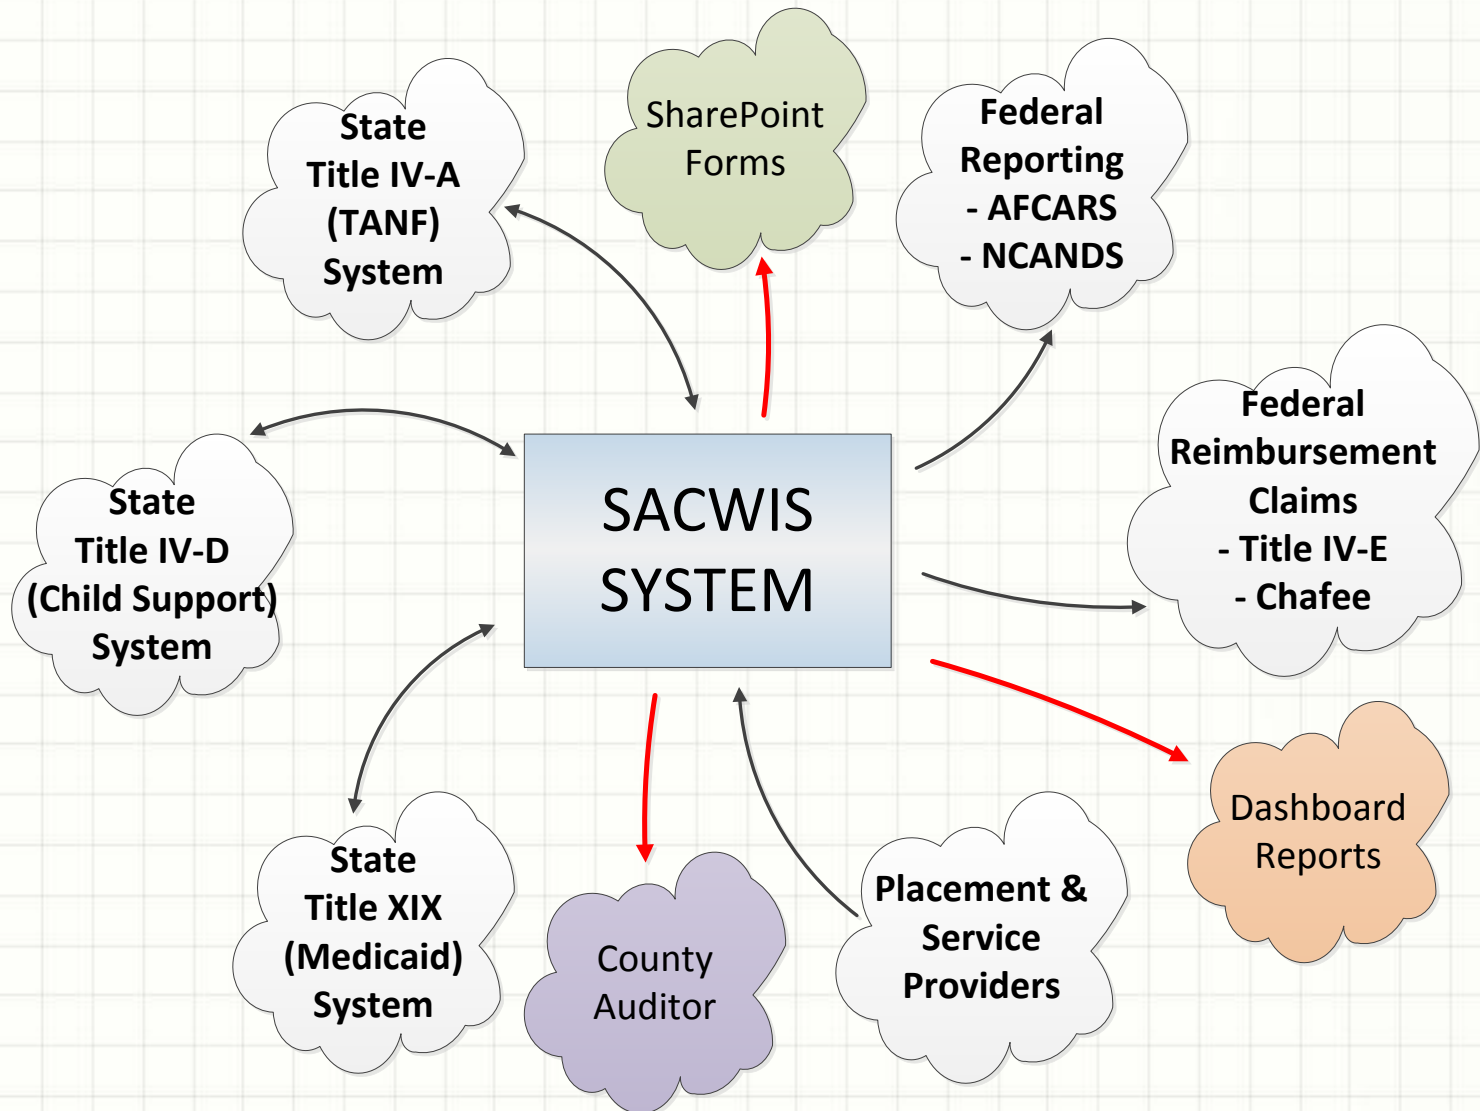 State
Title IV-A
(TANF)
System
SharePoint
Forms
Federal
Reporting
- AFCARS
- NCANDS
Federal
Reimbursement
Claims
- Title IV-E
- Chafee
State
Title IV-D
(Child Support)
System
SACWIS
SYSTEM
Dashboard
Reports
State
Title XIX
(Medicaid)
System
County
Auditor
Placement &
Service
Providers